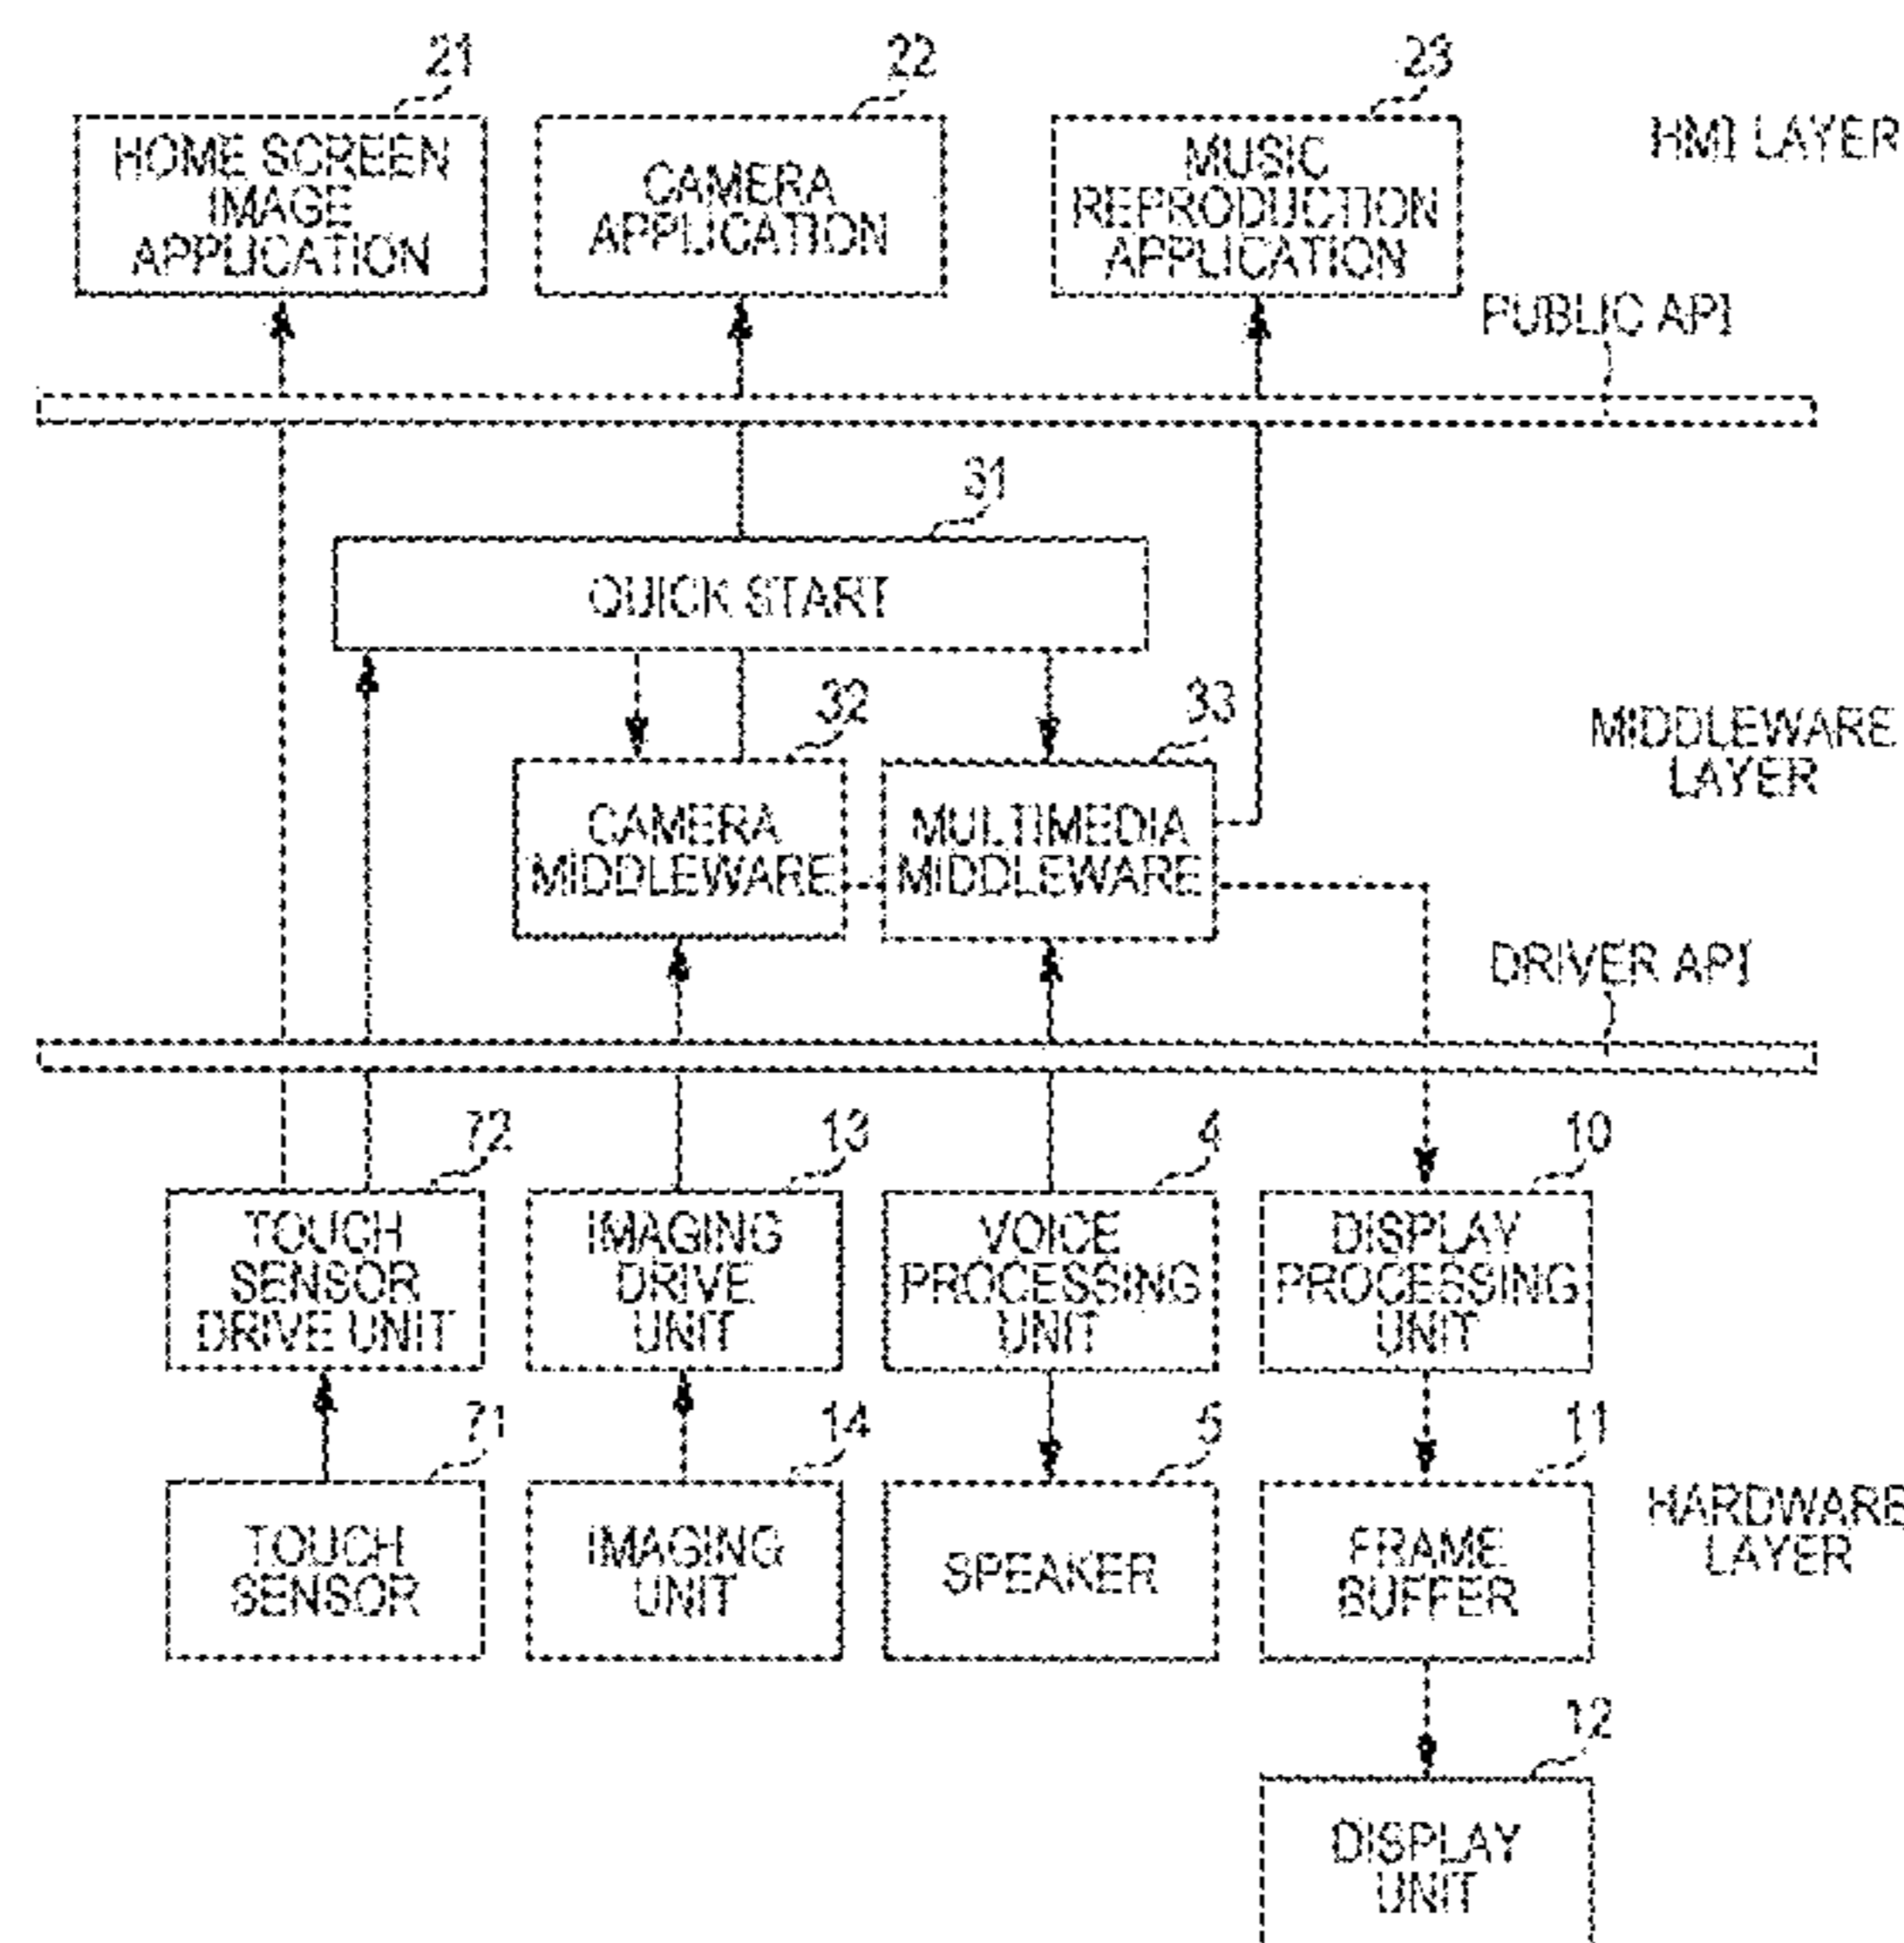 21
22
23
HOME SCREEN
IMAGE
APPLICATION
CAMERA
APPLICATION
MUSIC
REPRODUCTION
APPLICATION
HMI LAYER
PUBLIC API
31
QUICK START
32
33
CAMERA
MIDDLEWARE
MULTIMEDIA
MIDDLEWARE
MIDDLEWARE
LAYER
DRIVER API
72
13
4
10
TOUCH
SENSOR
DRIVE UNIT
IMAGING
DRIVE
UNIT
VOICE
PROCESSING
UNIT
DISPLAY
PROCESSING
UNIT
71
14
5
11
TOUCH
SENSOR
IMAGING
UNIT
SPEAKER
FRAME
BUFFER
HARDWARE
LAYER
12
DISPLAY
UNIT